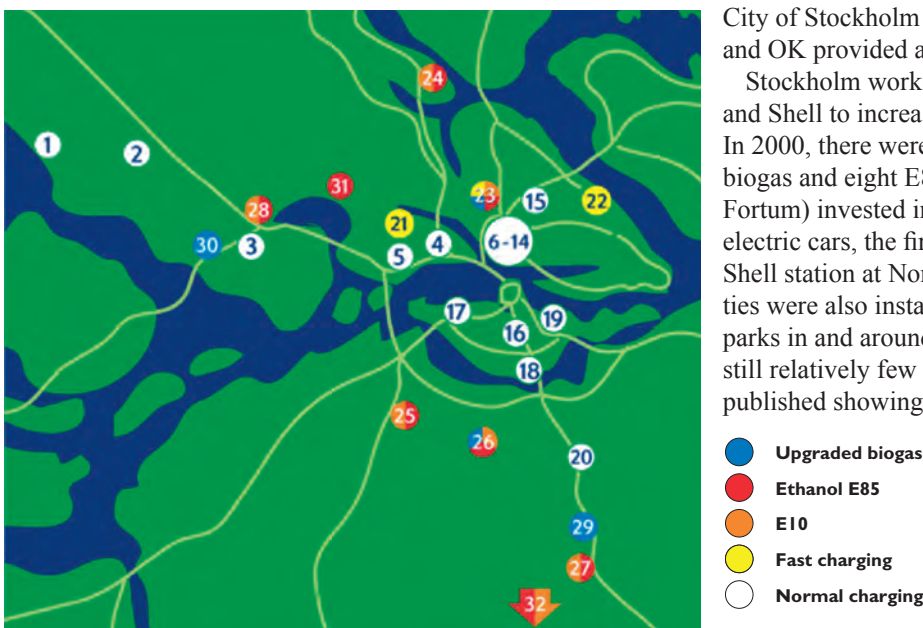 City of Stockholm
and OK provided a
Stockholm work
and Shell to increa
In 2000, there were
biogas and eight E8
Fortum) invested in
electric cars, the fir
Shell station at Nor
ties were also insta
parks in and around
still relatively few
published showing
Upgraded biogas
Ethanol E85
E10
Fast charging
Normal charging
24
1
2
31
23
15
22
28
21
30
3
5
4
6-14
17
16
19
18
25
26
20
29
27
32